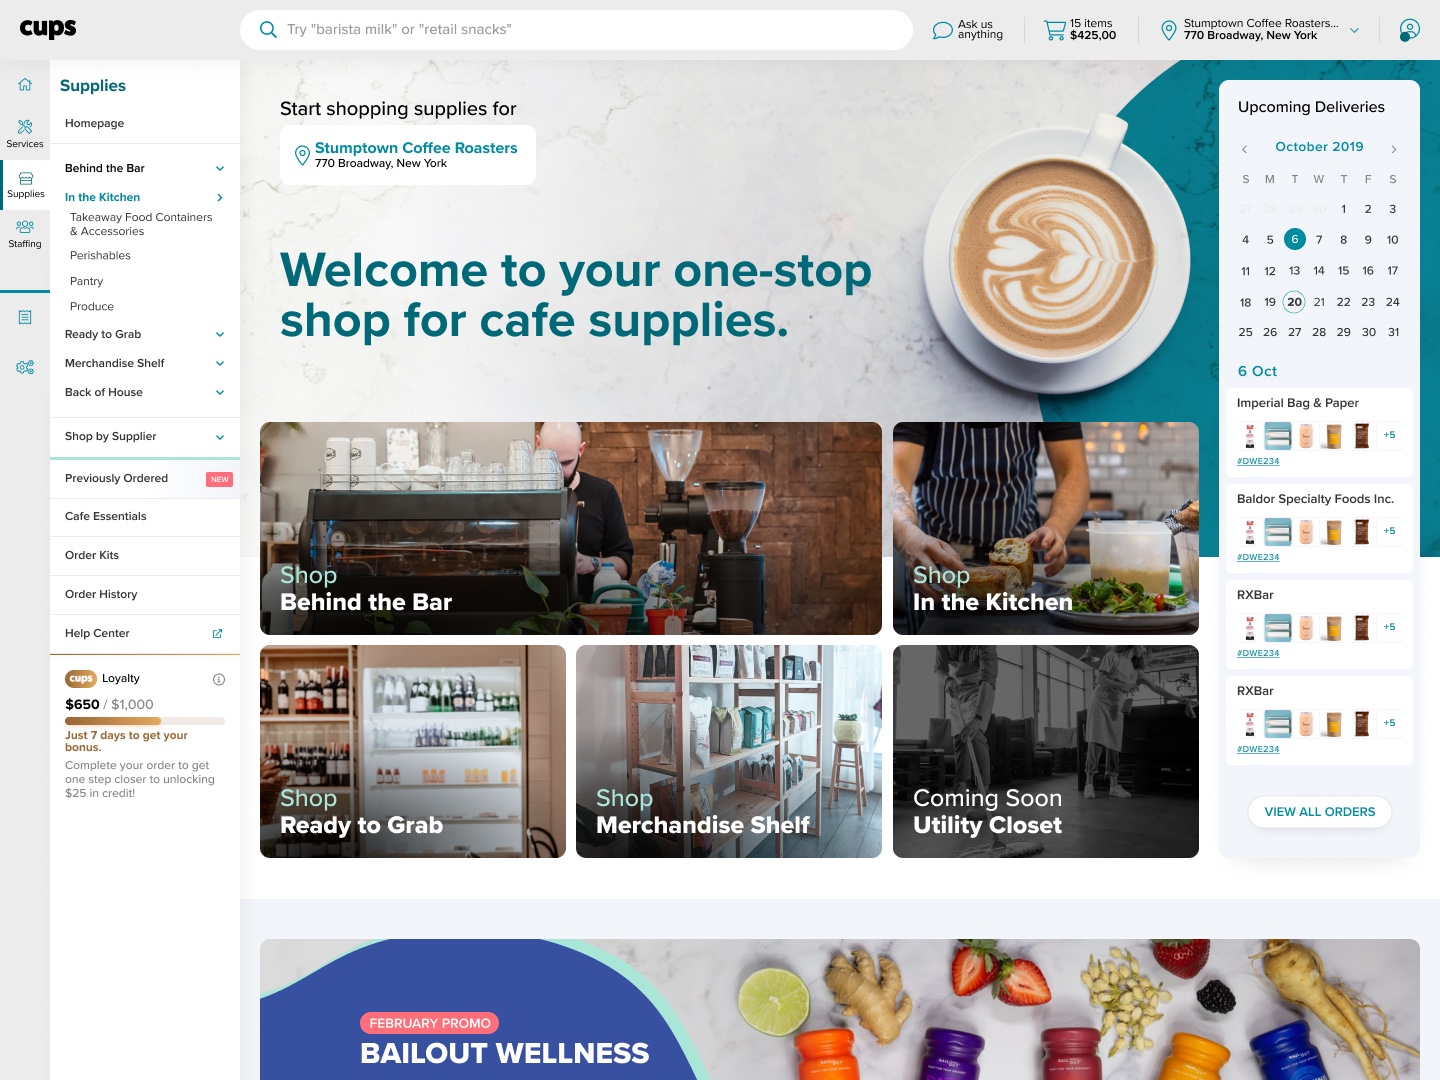 cups
Try "barista milk" or "retail snacks"
Ask us
anything
15 items
$425,00
Stumptown Coffee Roasters...
770 Broadway, New York
Services
Supplies
Staffing
Supplies
Homepage
Behind the Bar
In the Kitchen
Takeaway Food Containers
& Accessories
Perishables
Pantry
Produce
Ready to Grab
Merchandise Shelf
Back of House
Shop by Supplier
Previously Ordered NEW
Cafe Essentials
Order Kits
Order History
Help Center
cups Loyalty
$650 / $1,000
Just 7 days to get your
bonus.
Complete your order to get
one step closer to unlocking
$25 in credit!
Start shopping supplies for
Stumptown Coffee Roasters
770 Broadway, New York
Welcome to your one-stop
shop for cafe supplies.
Shop
Behind the Bar
Shop
In the Kitchen
Shop
Ready to Grab
Shop
Merchandise Shelf
Coming Soon
Utility Closet
Upcoming Deliveries
October 2019
S M T W T F S
27 28 29 30 1 2 3
4 5 6 7 8 9 10
11 12 13 14 15 16 17
18 19 20 21 22 23 24
25 26 27 28 29 30 31
6 Oct
Imperial Bag & Paper
+5
#DWE234
Baldor Specialty Foods Inc.
+5
#DWE234
RXBar
+5
#DWE234
RXBar
+5
#DWE234
VIEW ALL ORDERS
FEBRUARY PROMO
BAILOUT WELLNESS